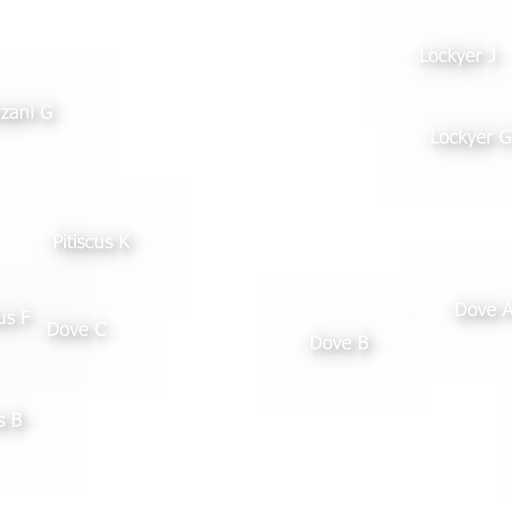 Lockyer J
zani G
Lockyer G
Pitiscus K
Dove A
us F
Dove C
Dove B
s B